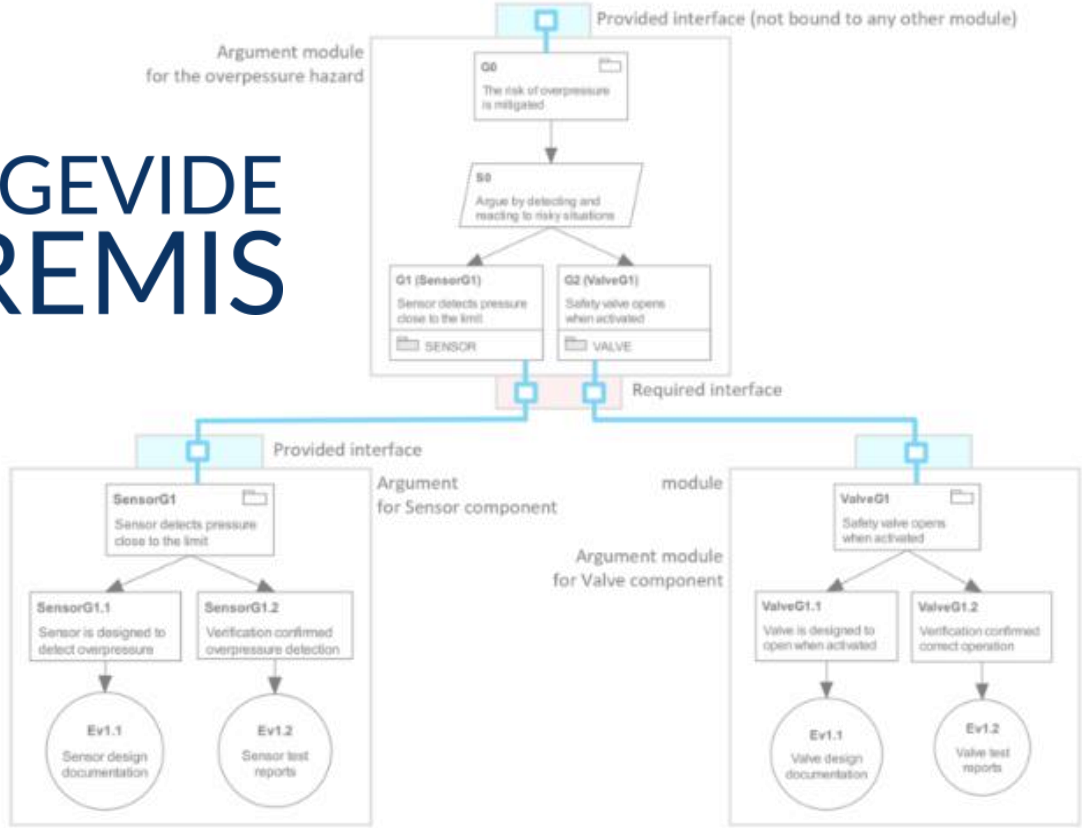 Provided interface (not bound to any other module)
Argument module
for the overpessure hazard
G0
The risk of overpressure
is mitigated
GEVIDE
REMIS
S0
Argue by detecting and
reacting to risky situations
G1 (SensorG1)
Sensor detects pressure
close to the limit
SENSOR
G2 (ValveG1)
Safety valve opens
when activated
VALVE
Required interface
Provided interface
Argument
for Sensor component
SensorG1
Sensor detects pressure
close to the limit
SensorG1.1
Sensor is designed to
detect overpressure
SensorG1.2
Verification confirmed
overpressure detection
Ev1.1
Sensor design
documentation
Ev1.2
Sensor test
reports
module
Argument module
for Valve component
ValveG1
Safety valve opens
when activated
ValveG1.1
Valve is designed to
open when activated
ValveG1.2
Verification confirmed
correct operation
Ev1.1
Valve design
documentation
Ev1.2
Valve test
reports